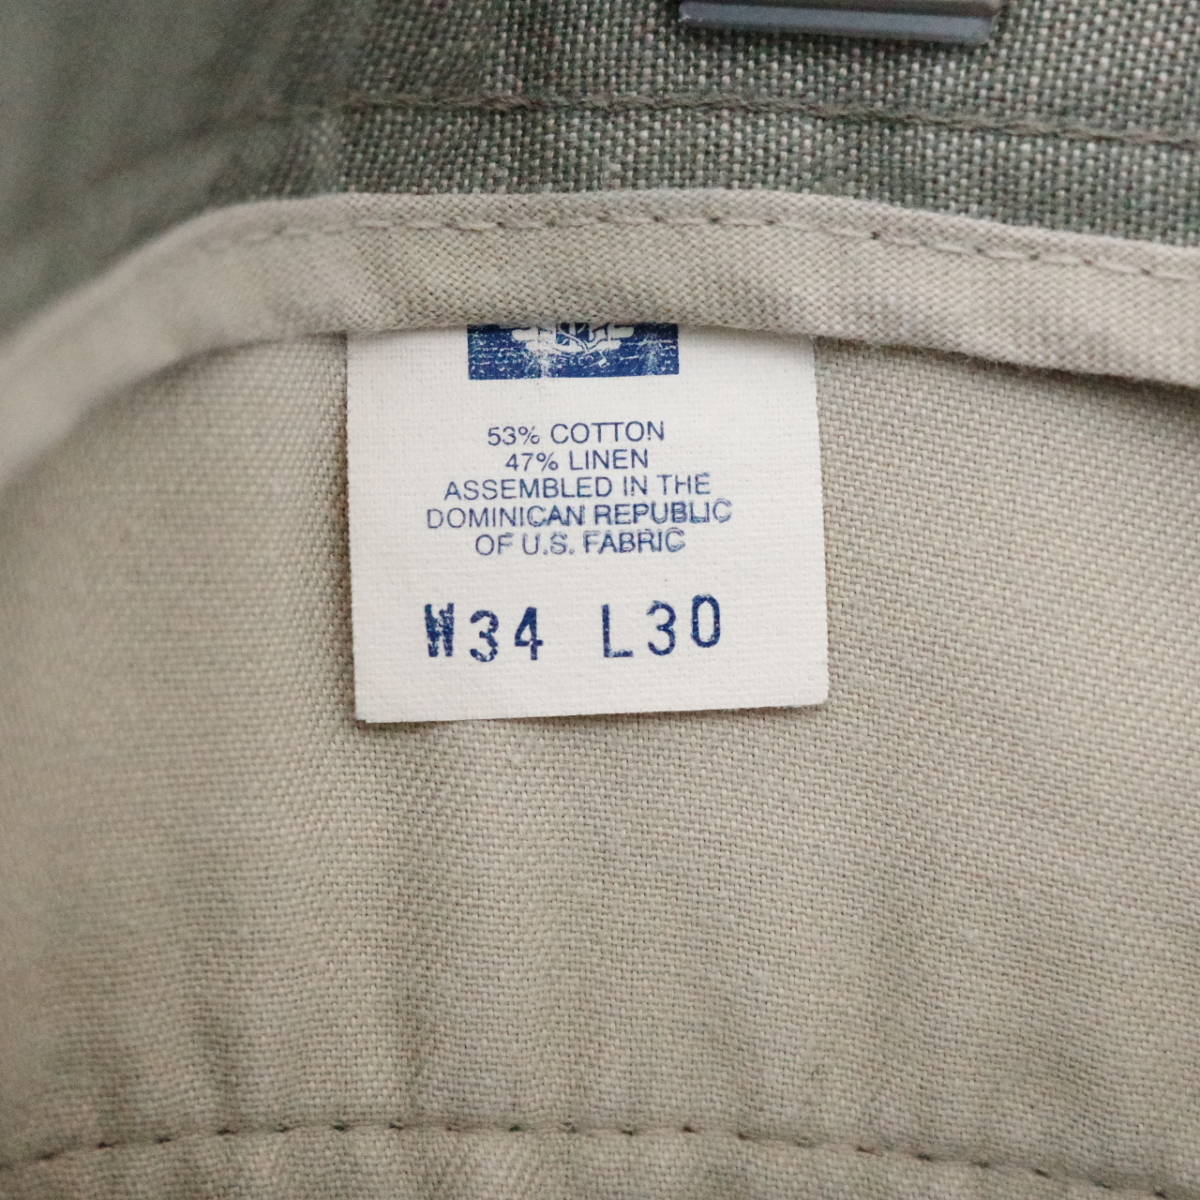 53% COTTON
47% LINEN
ASSEMBLED IN THE
DOMINICAN REPUBLIC
OF U.S. FABRIC
W34 L30